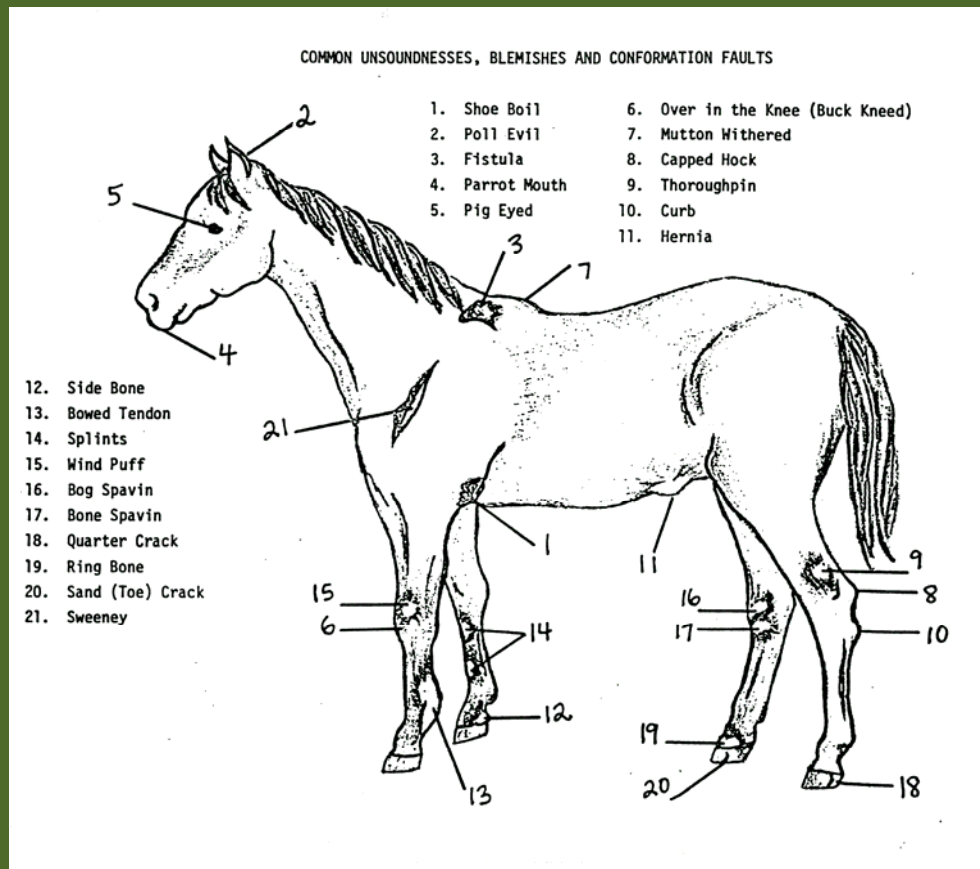 COMMON UNSOUNDNESSES, BLEMISHES AND CONFORMATION FAULTS
1. Shoe Boil
2. Poll Evil
3. Fistula
4. Parrot Mouth
5. Pig Eyed
6. Over in the Knee (Buck Kneed)
7. Mutton Withered
8. Capped Hock
9. Thoroughpin
10. Curb
11. Hernia
2
5
3
7
4
12. Side Bone
13. Bowed Tendon
14. Splints
15. Wind Puff
16. Bog Spavin
17. Bone Spavin
18. Quarter Crack
19. Ring Bone
20. Sand (Toe) Crack
21. Sweeney
21
1
11
9
8
15
16
6
14
17
10
12
19
13
20
18